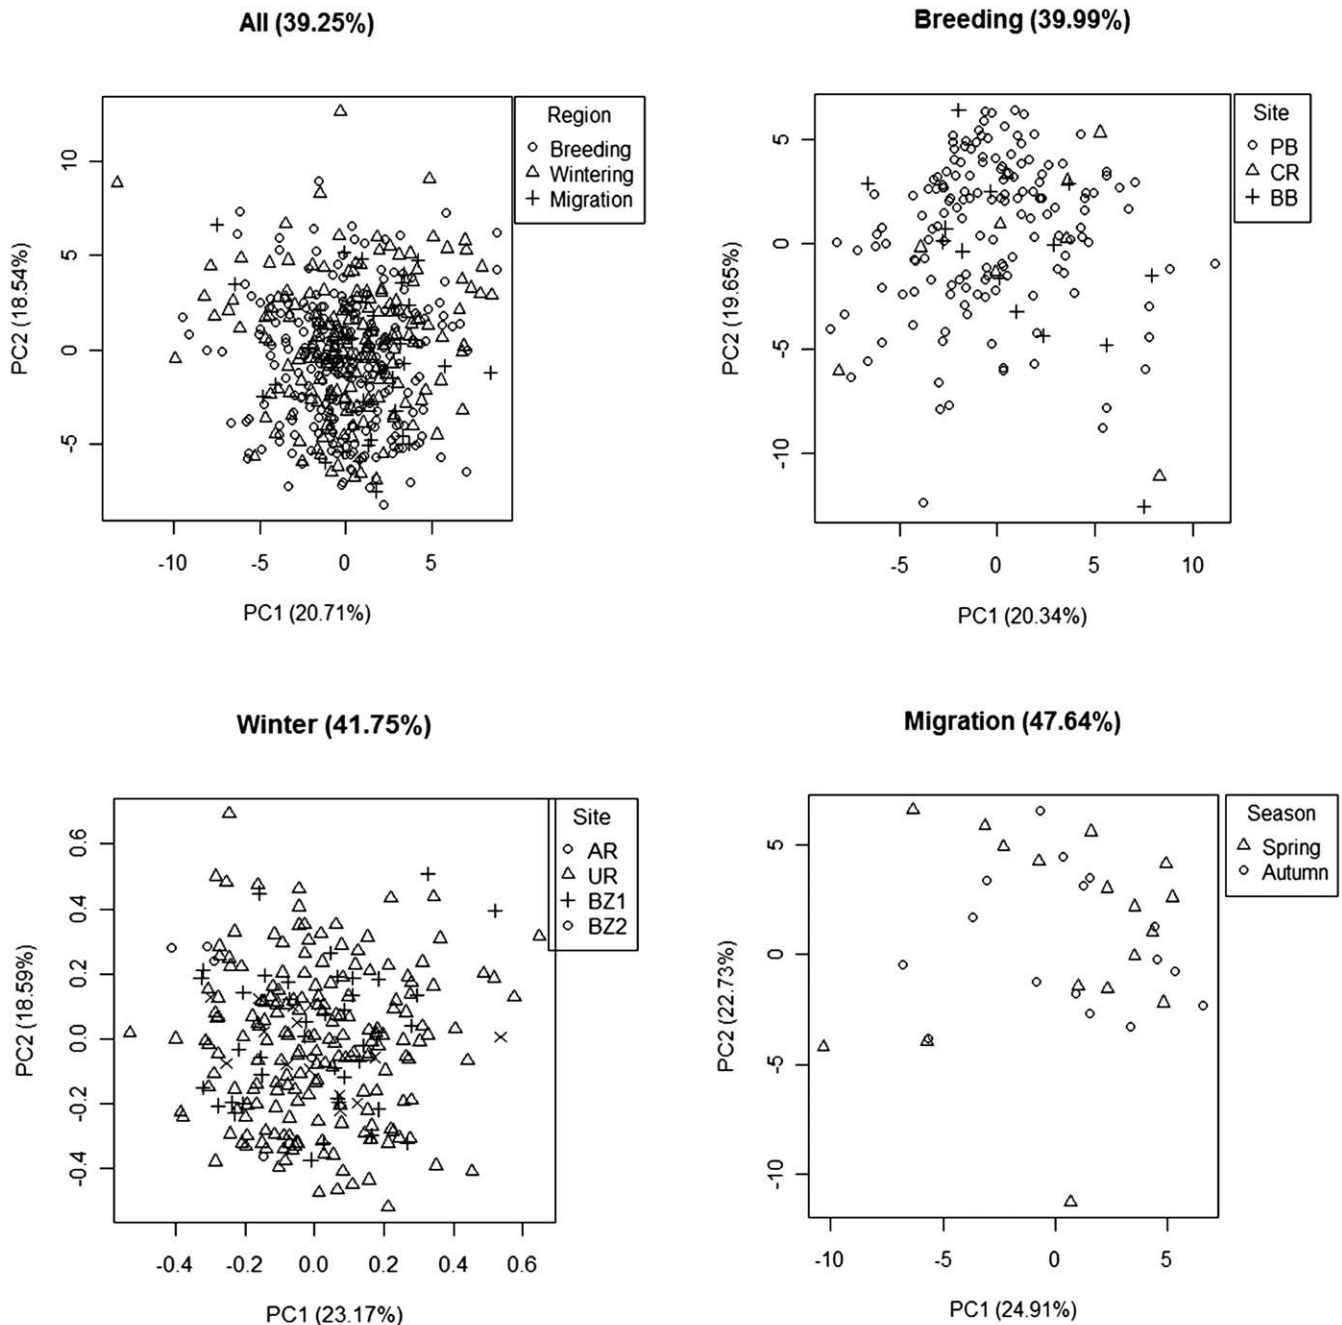 All (39.25%)
Region
Breeding
Wintering
Migration
10
5
0
-5
PC2 (18.54%)
-10
-5
0
5
PC1 (20.71%)
Breeding (39.99%)
Site
PB
CR
BB
5
0
-5
-10
PC2 (19.65%)
-5
0
5
10
PC1 (20.34%)
Winter (41.75%)
Site
AR
UR
BZ1
BZ2
0.6
0.4
0.2
0.0
-0.2
-0.4
PC2 (18.59%)
-0.4
-0.2
0.0
0.2
0.4
0.6
PC1 (23.17%)
Migration (47.64%)
Season
Spring
Autumn
5
0
-5
-10
PC2 (22.73%)
-10
-5
0
5
PC1 (24.91%)